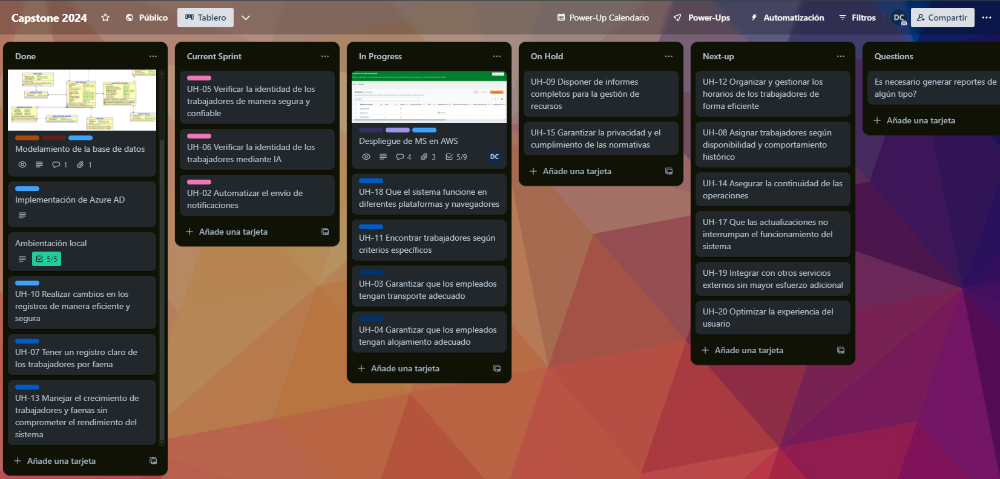 Capstone 2024
Público
Tablero
Power-Up Calendario
Power-Ups
Automatización
Filtros
DC
Compartir
Done
Modelamiento de la base de datos
1
1
Implementación de Azure AD
Ambientación local
5/5
UH-10 Realizar cambios en los
registros de manera eficiente y
segura
UH-07 Tener un registro claro de
los trabajadores por faena
UH-13 Manejar el crecimiento de
trabajadores y faenas sin
comprometer el rendimiento del
sistema
Añade una tarjeta
Current Sprint
UH-05 Verificar la identidad de los
trabajadores de manera segura y
confiable
UH-06 Verificar la identidad de los
trabajadores mediante IA
UH-02 Automatizar el envío de
notificaciones
Añade una tarjeta
In Progress
Despliegue de MS en AWS
4
3
5/9
DC
UH-18 Que el sistema funcione en
diferentes plataformas y navegadores
UH-11 Encontrar trabajadores según
criterios específicos
UH-03 Garantizar que los empleados
tengan transporte adecuado
UH-04 Garantizar que los empleados
tengan alojamiento adecuado
Añade una tarjeta
On Hold
UH-09 Disponer de informes
completos para la gestión de
recursos
UH-15 Garantizar la privacidad y el
cumplimiento de las normativas
Añade una tarjeta
Next-up
UH-12 Organizar y gestionar los
horarios de los trabajadores de
forma eficiente
UH-08 Asignar trabajadores según
disponibilidad y comportamiento
histórico
UH-14 Asegurar la continuidad de las
operaciones
UH-17 Que las actualizaciones no
interrumpan el funcionamiento del
sistema
UH-19 Integrar con otros servicios
externos sin mayor esfuerzo adicional
UH-20 Optimizar la experiencia del
usuario
Añade una tarjeta
Questions
Es necesario generar reportes de
algún tipo?
Añade una tarjeta